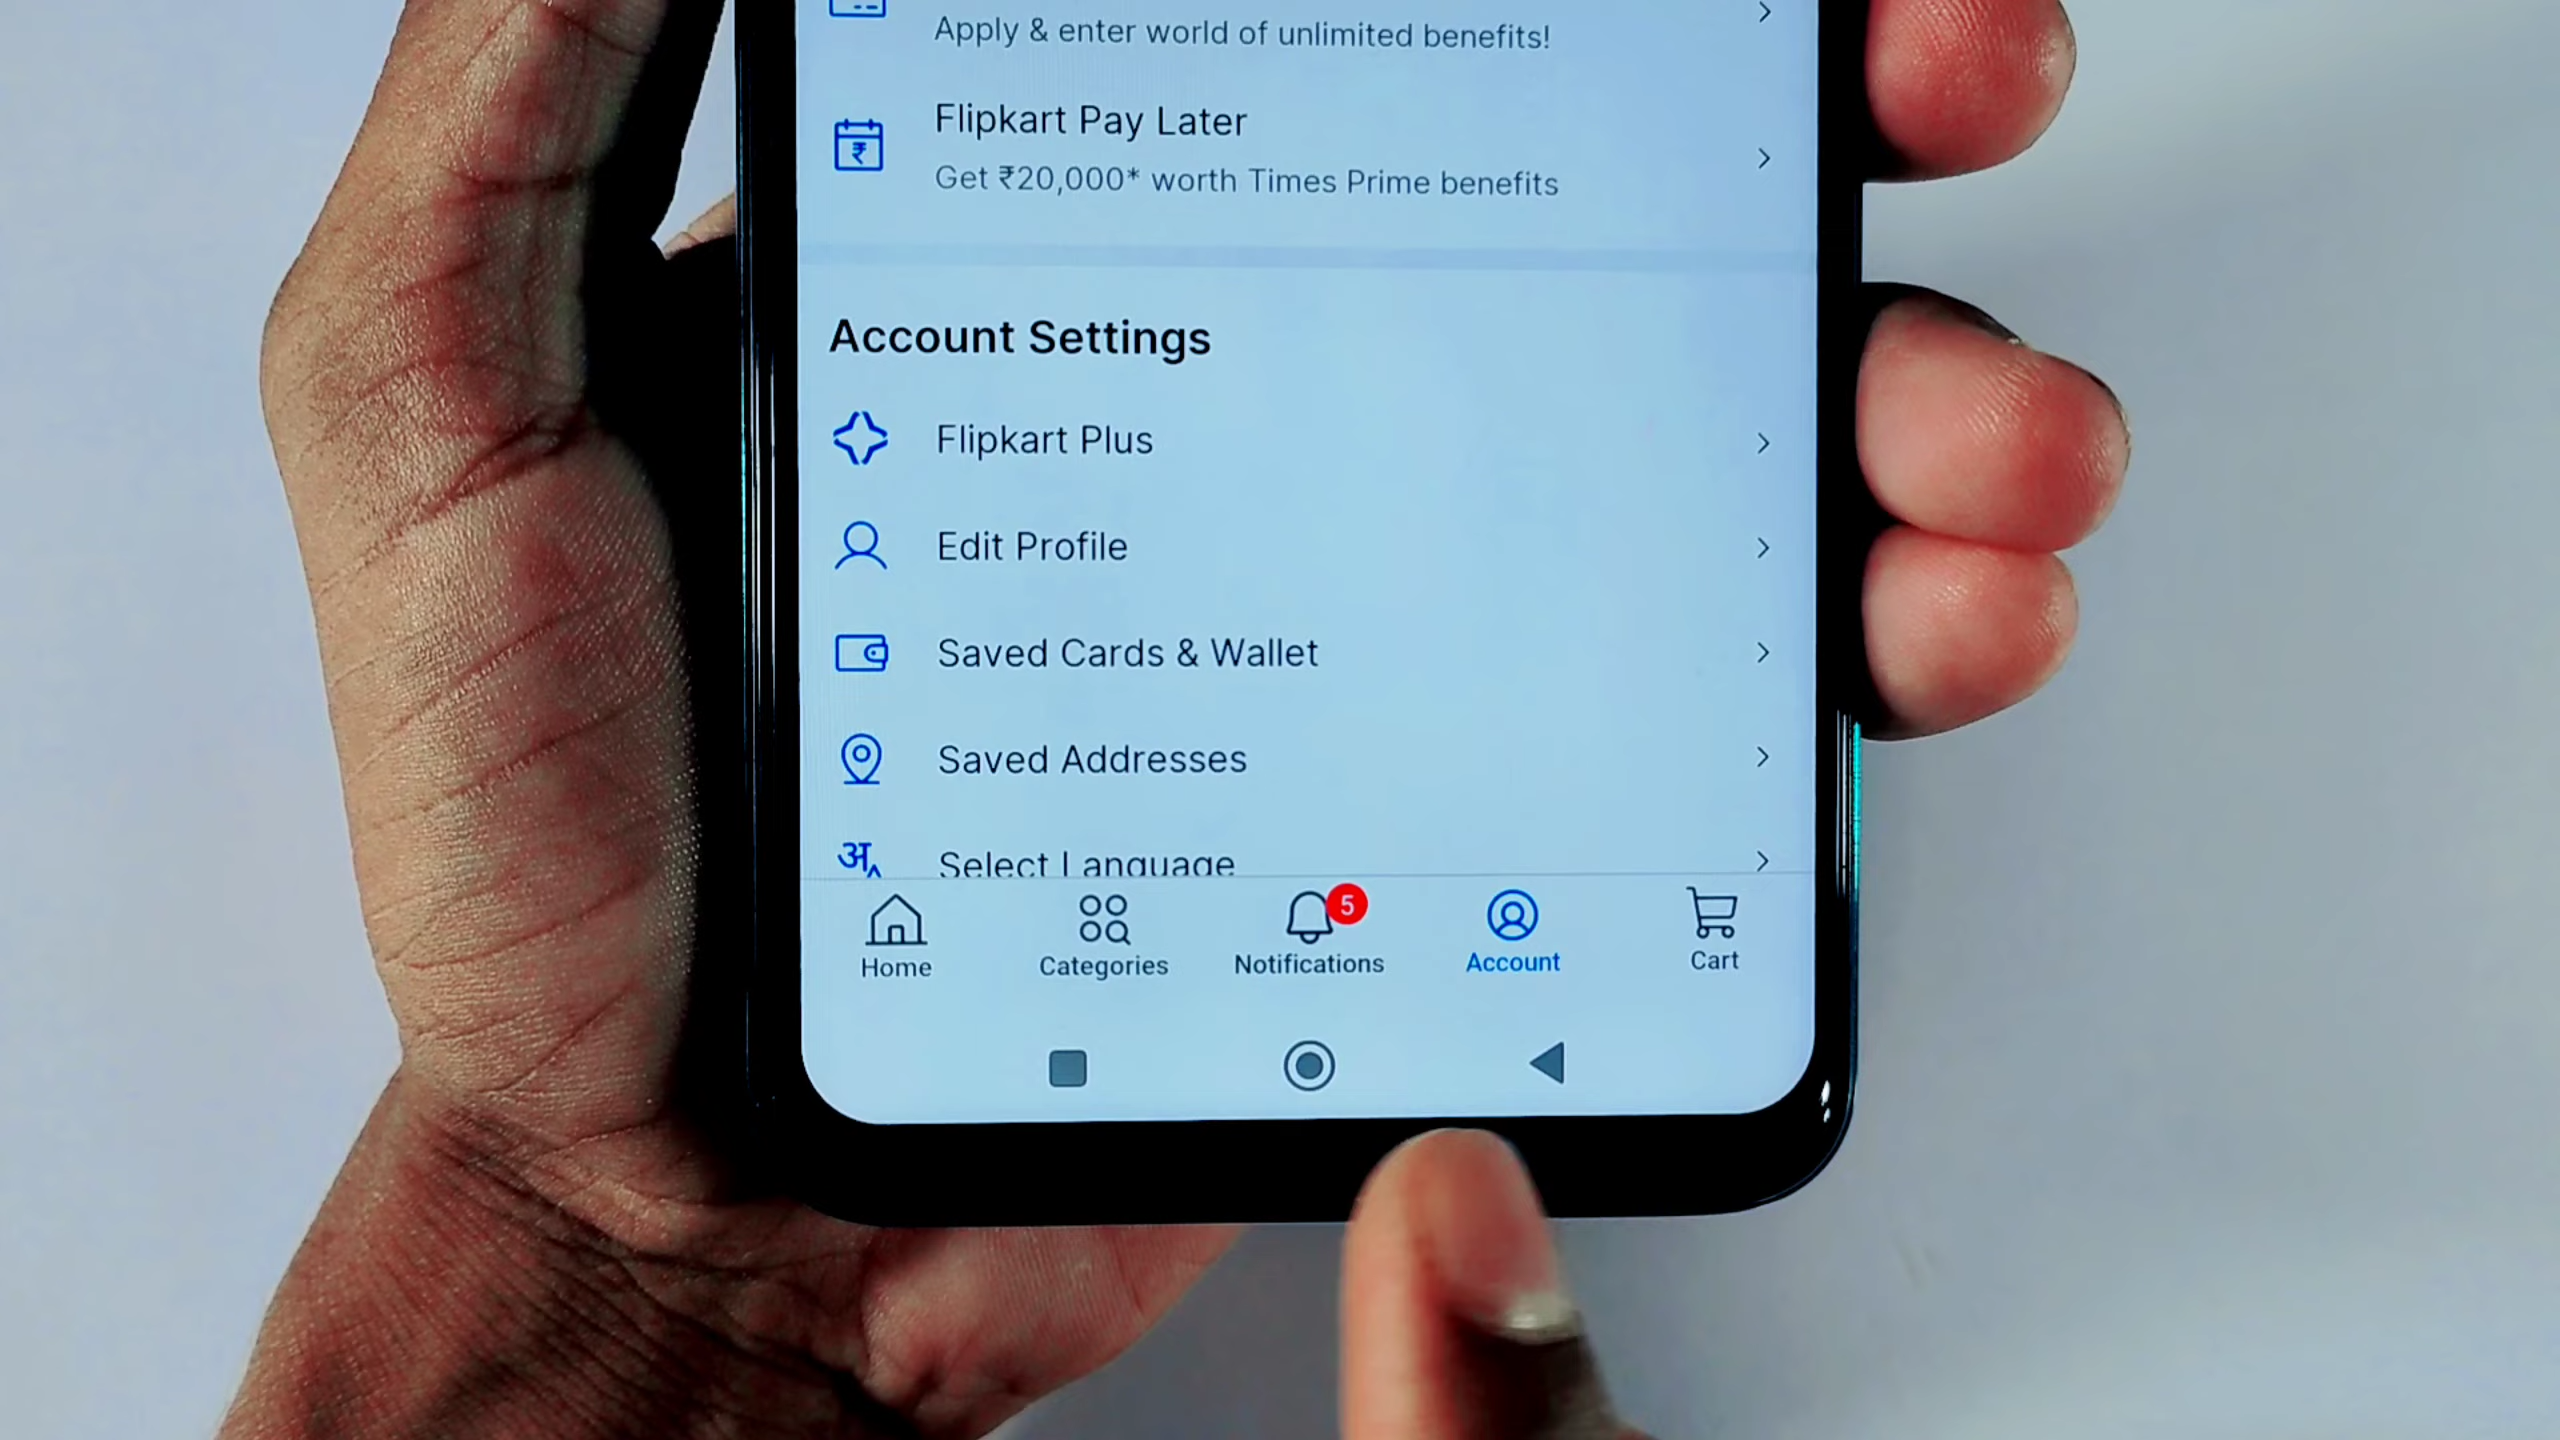 Apply & enter world of unlimited benefits!
Flipkart Pay Later
Get ₹20,000* worth Times Prime benefits
Account Settings
Flipkart Plus
Edit Profile
Saved Cards & Wallet
Saved Addresses
Select Language
Home
Categories
5
Notifications
Account
Cart